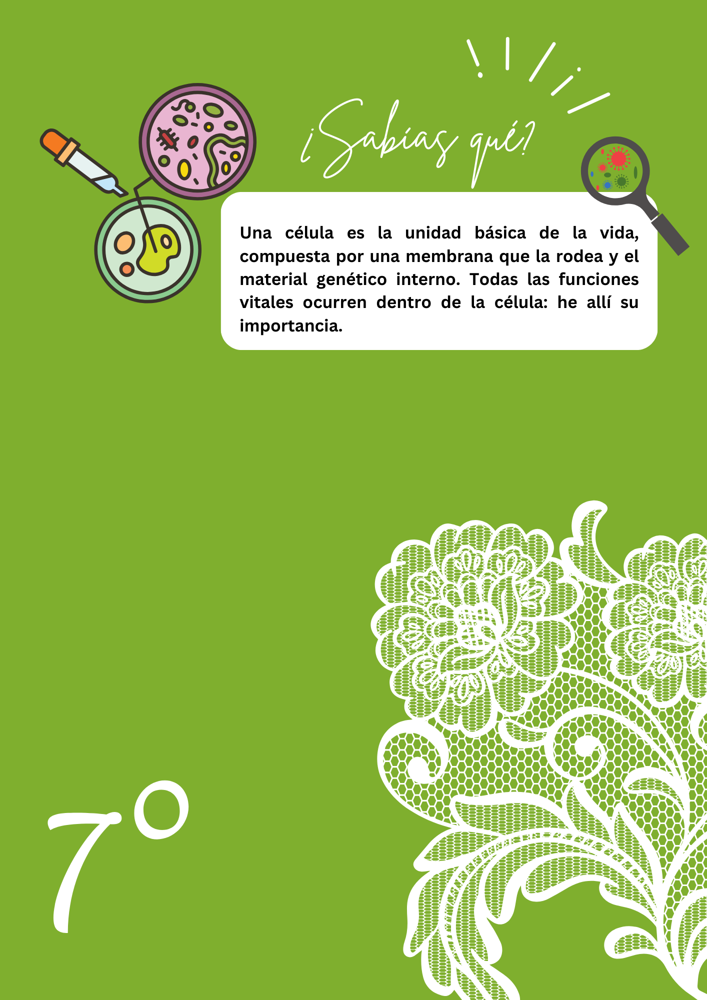 ¿Sabías qué?
Una célula es la unidad básica de la vida,
compuesta por una membrana que la rodea y el
material genético interno. Todas las funciones
vitales ocurren dentro de la célula: he allí su
importancia.
7°